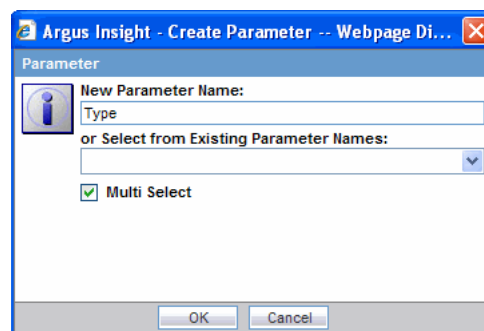 Argus Insight - Create Parameter -- Webpage Di...
Parameter
New Parameter Name:
Type
or Select from Existing Parameter Names:
Multi Select
OK Cancel